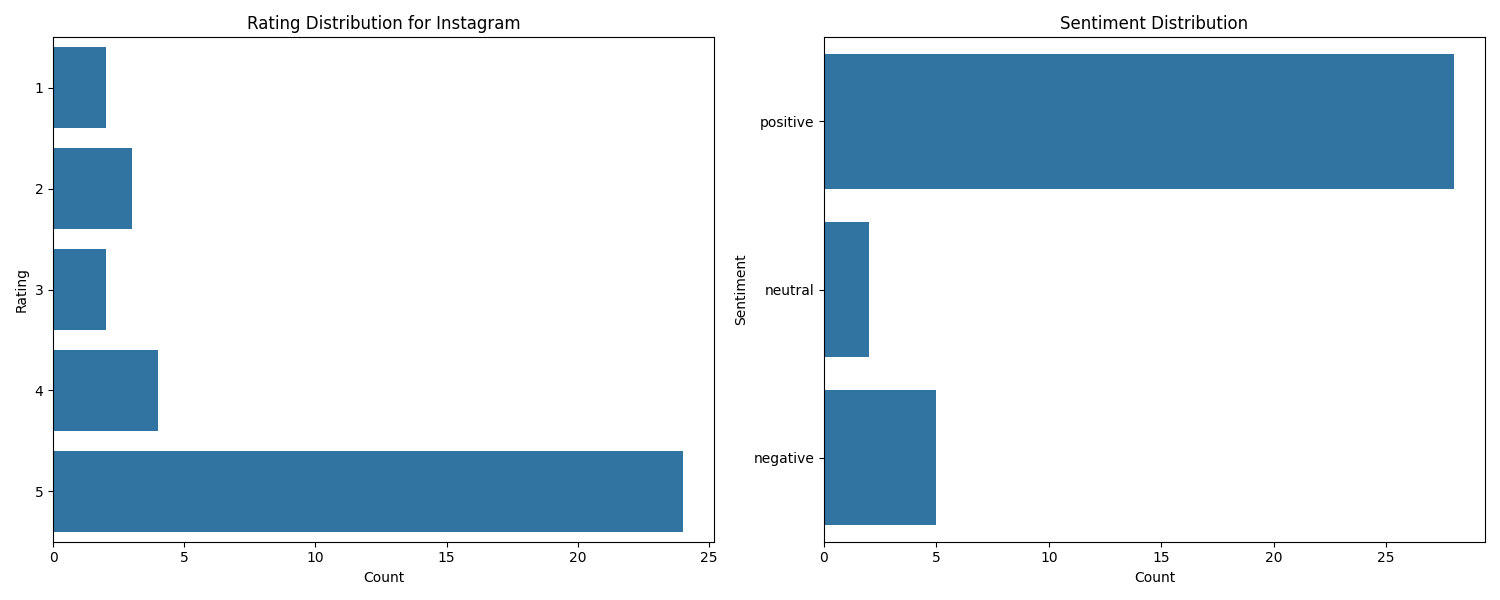 Rating Distribution for Instagram
Rating
1
2
3
4
5
0 5 10 15 20 25
Count
Sentiment Distribution
Sentiment
positive
neutral
negative
0 5 10 15 20 25
Count